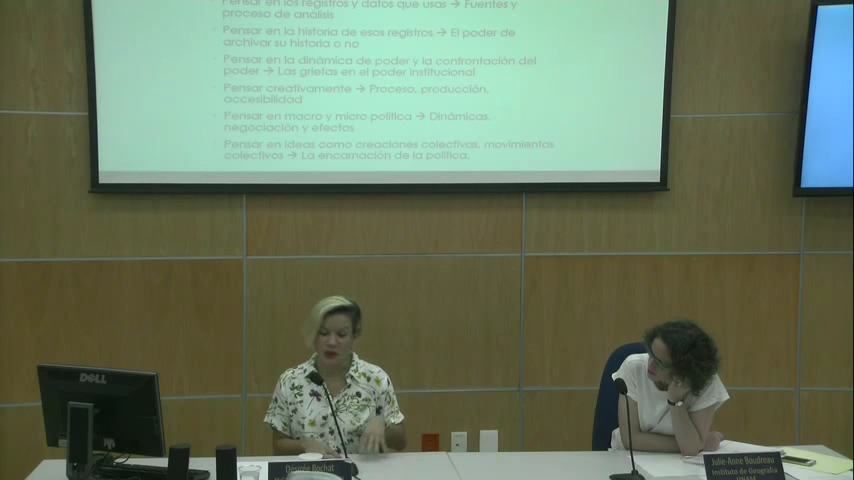 Pensar en los registros y datos que usas → Fuentes y
proceso de análisis
Pensar en la historia de esos registros → El poder de
archivar su historia o no
Pensar en la dinámica de poder y la confrontación del
poder → Las grietas en el poder institucional
Pensar creativamente → Proceso, producción,
accesibilidad
Pensar en macro y micro política → Dinámicas,
negociación y efectos
Pensar en ideas como creaciones colectivas, movimientos
colectivos → La encarnación de la política.
DELL
Désirée Rochat
Julie-Anne Boudreau
Instituto de Geografía
UNAM